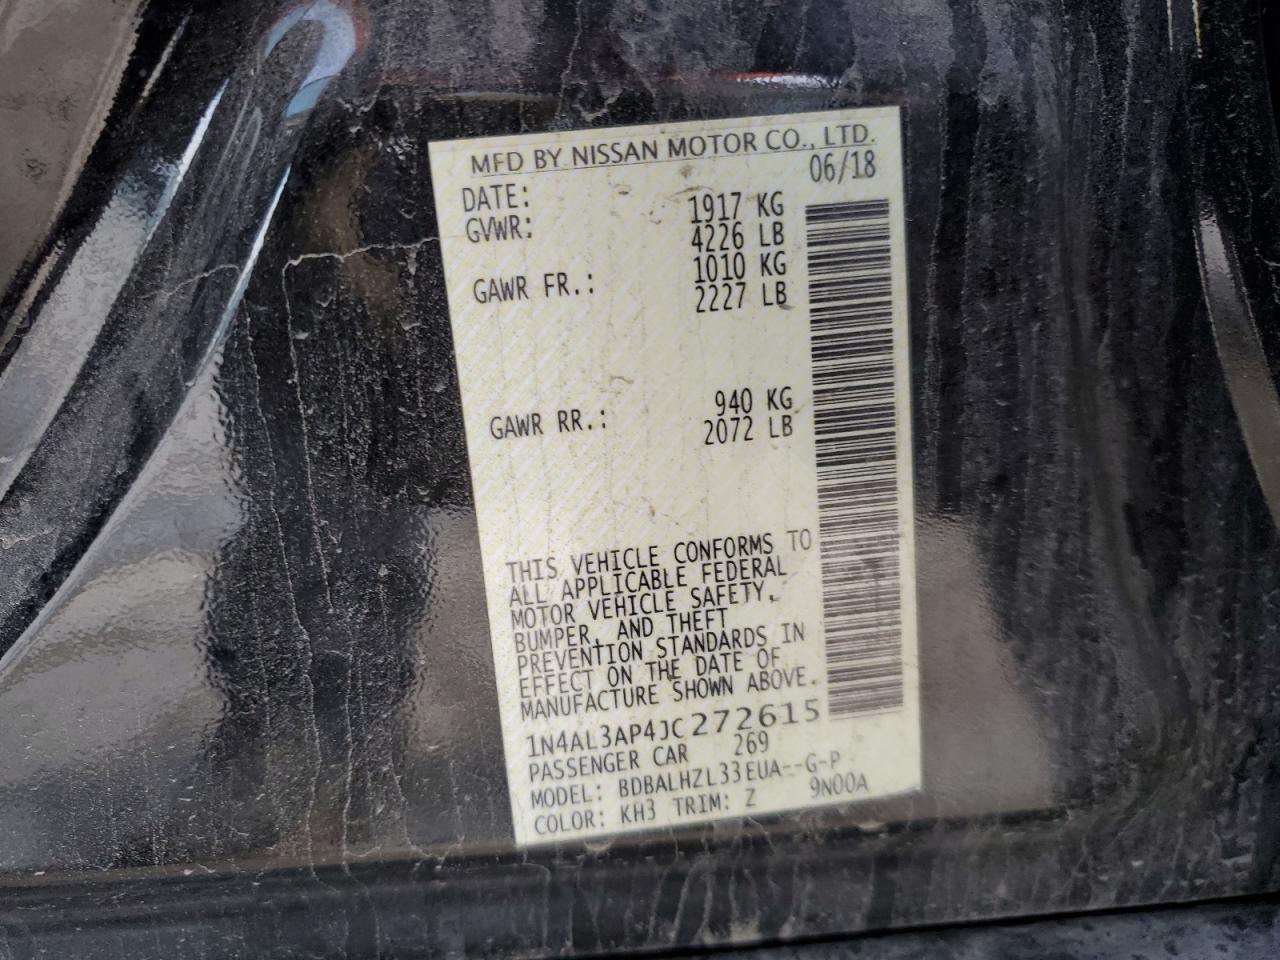 MFD BY NISSAN MOTOR CO., LTD.
DATE: 06/18
GVWR: 1917 KG
4226 LB
GAWR FR.: 1010 KG
2227 LB
GAWR RR.: 940 KG
2072 LB
THIS VEHICLE CONFORMS TO
ALL APPLICABLE FEDERAL
MOTOR VEHICLE SAFETY,
BUMPER, AND THEFT
PREVENTION STANDARDS IN
EFFECT ON THE DATE OF
MANUFACTURE SHOWN ABOVE.
1N4AL3AP4JC272615
PASSENGER CAR 269
MODEL: BDBALHZL33EUA--G-P
COLOR: KH3 TRIM: Z 9N00A